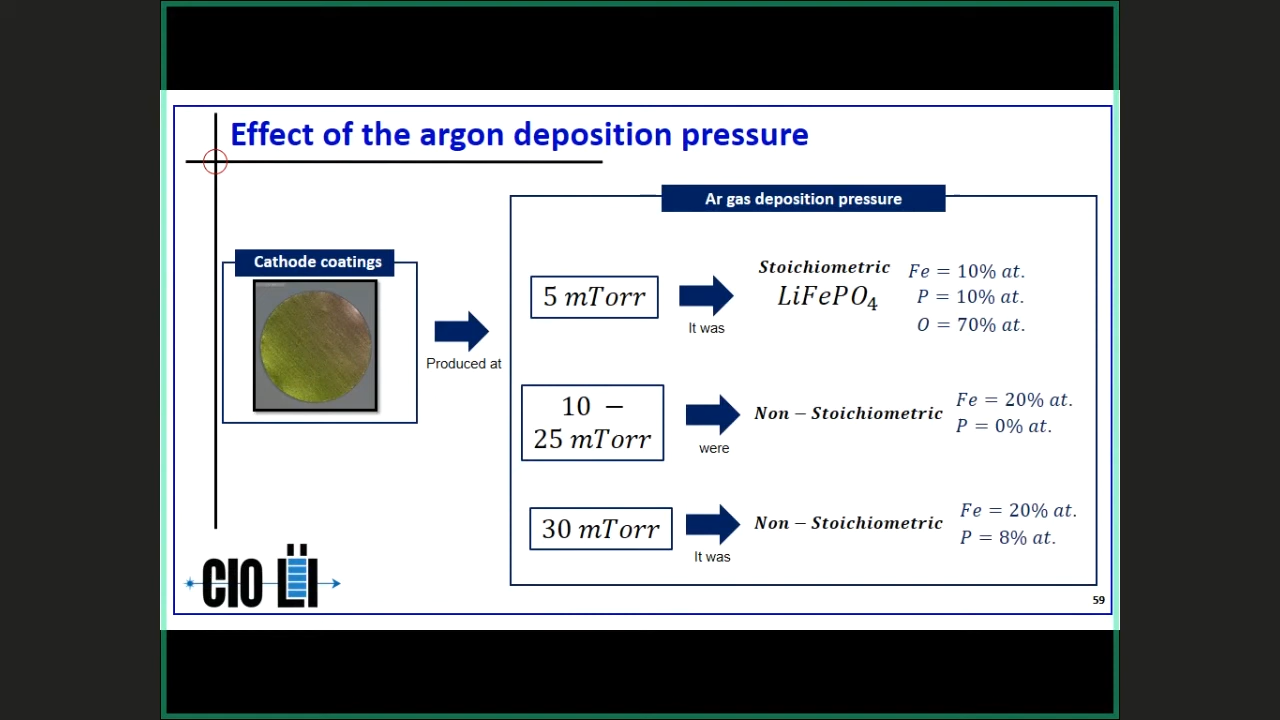 Effect of the argon deposition pressure
Ar gas deposition pressure
Cathode coatings
Produced at
5 mTorr
It was
Stoichiometric
LiFePO₄
Fe = 10% at.
P = 10% at.
O = 70% at.
10 −
25 mTorr
were
Non − Stoichiometric
Fe = 20% at.
P = 0% at.
30 mTorr
It was
Non − Stoichiometric
Fe = 20% at.
P = 8% at.
CIO LI
59